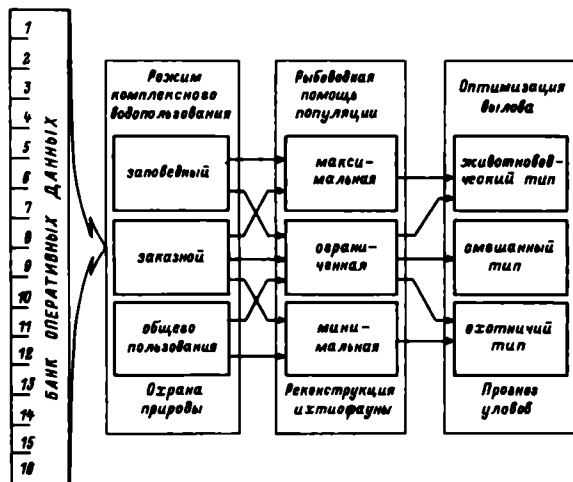 1
2
3
4
5
6
7
8
9
10
11
12
13
14
15
16
БАНК ОПЕРАТИВНЫХ ДАННЫХ
Режим
комплексного
водопользования
заповедный
заказной
общего
пользования
Охрана
природы
Рыбоводная
помощь
популяции
макси-
мальная
ограни-
ченная
мини-
мальная
Реконструкция
ихтиофауны
Оптимизация
вылова
животновод-
ческий тип
смешанный
тип
охотничий
тип
Прогноз
уловов